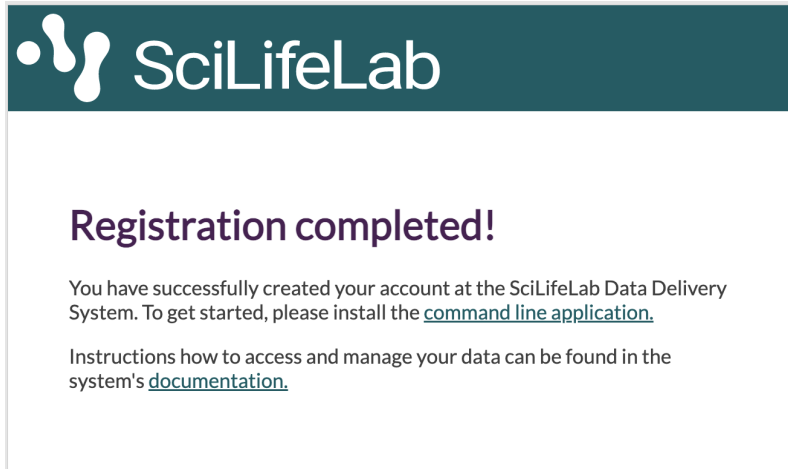 SciLifeLab
Registration completed!
You have successfully created your account at the SciLifeLab Data Delivery
System. To get started, please install the command line application.
Instructions how to access and manage your data can be found in the
system's documentation.